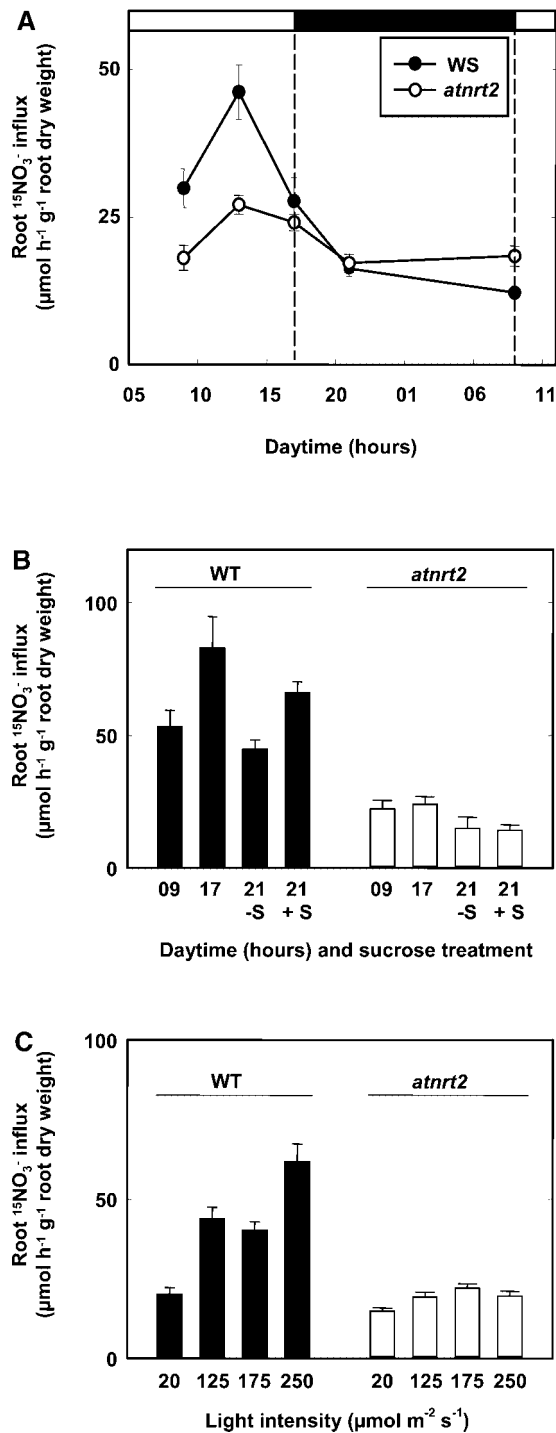 A
WS
atnrt2
50
25
0
Root ¹⁵NO₃⁻ influx
(µmol h⁻¹ g⁻¹ root dry weight)
05 10 15 20 01 06 11
Daytime (hours)
B
WT atnrt2
100
50
0
Root ¹⁵NO₃⁻ influx
(µmol h⁻¹ g⁻¹ root dry weight)
09 17 21 21 09 17 21 21
-S + S -S + S
Daytime (hours) and sucrose treatment
C
WT atnrt2
100
50
0
Root ¹⁵NO₃⁻ influx
(µmol h⁻¹ g⁻¹ root dry weight)
20 125 175 250 20 125 175 250
Light intensity (µmol m⁻² s⁻¹)